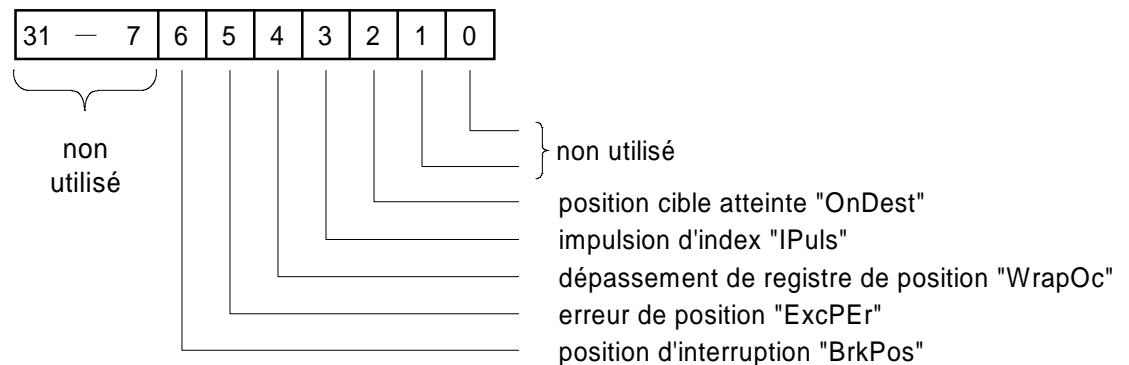 31 — 7 6 5 4 3 2 1 0
non
utilisé
non utilisé
position cible atteinte "OnDest"
impulsion d'index "IPuls"
dépassement de registre de position "WrapOc"
erreur de position "ExcPEr"
position d'interruption "BrkPos"